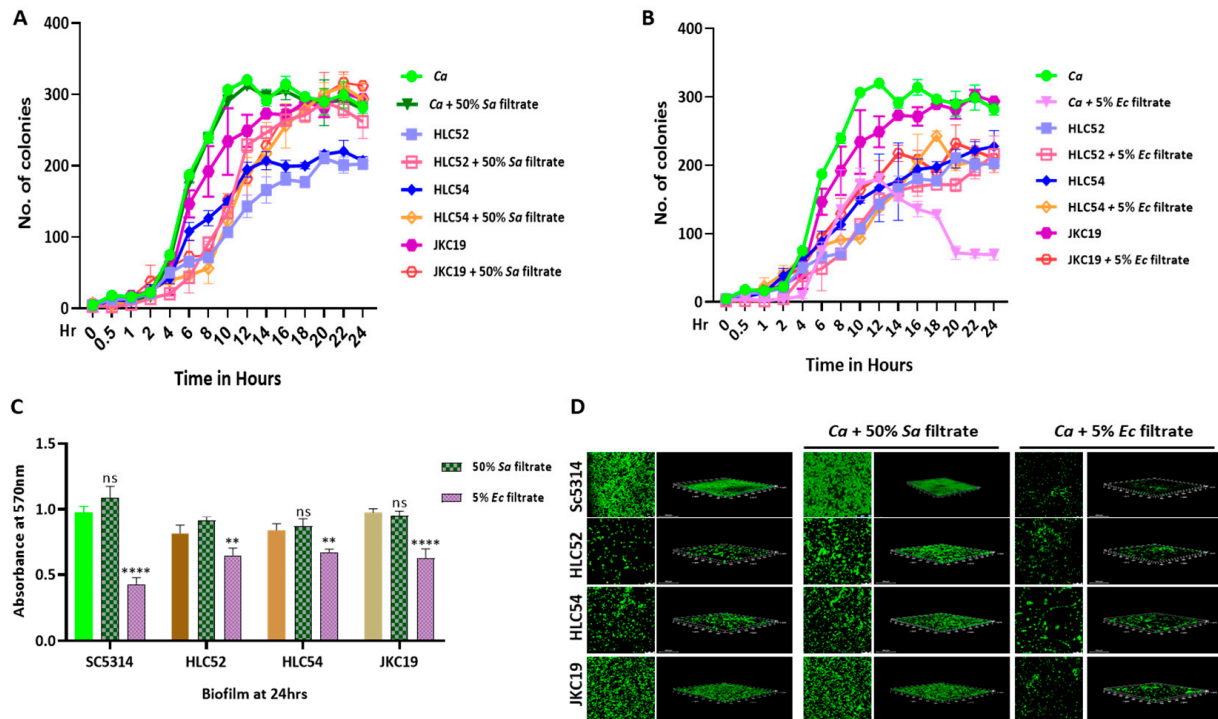 A
No. of colonies
400
300
200
100
0
Hr
0 0.5 1 2 4 6 8 10 12 14 16 18 20 22 24
Time in Hours
Ca
Ca + 50% Sa filtrate
HLC52
HLC52 + 50% Sa filtrate
HLC54
HLC54 + 50% Sa filtrate
JKC19
JKC19 + 50% Sa filtrate
B
No. of colonies
400
300
200
100
0
Hr
0 0.5 1 2 4 6 8 10 12 14 16 18 20 22 24
Time in Hours
Ca
Ca + 5% Ec filtrate
HLC52
HLC52 + 5% Ec filtrate
HLC54
HLC54 + 5% Ec filtrate
JKC19
JKC19 + 5% Ec filtrate
C
Absorbance at 570nm
1.5
1.0
0.5
0.0
ns
****
**
ns
**
ns
****
SC5314 HLC52 HLC54 JKC19
Biofilm at 24hrs
50% Sa filtrate
5% Ec filtrate
D
Ca + 50% Sa filtrate
Ca + 5% Ec filtrate
Sc5314
HLC52
HLC54
JKC19